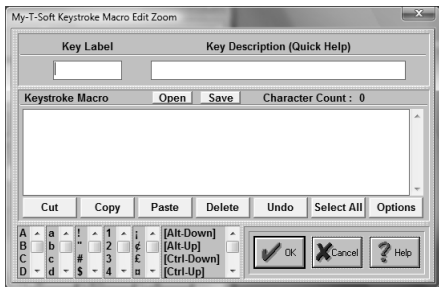 My-T-Soft Keystroke Macro Edit Zoom
Key Label Key Description (Quick Help)
Keystroke Macro Open Save Character Count : 0
Cut Copy Paste Delete Undo Select All Options
A a ! 1 ¡ [Alt-Down]
B b " 2 ¢ [Alt-Up]
C c # 3 £ [Ctrl-Down]
D d $ 4 ¤ [Ctrl-Up]
OK Cancel Help